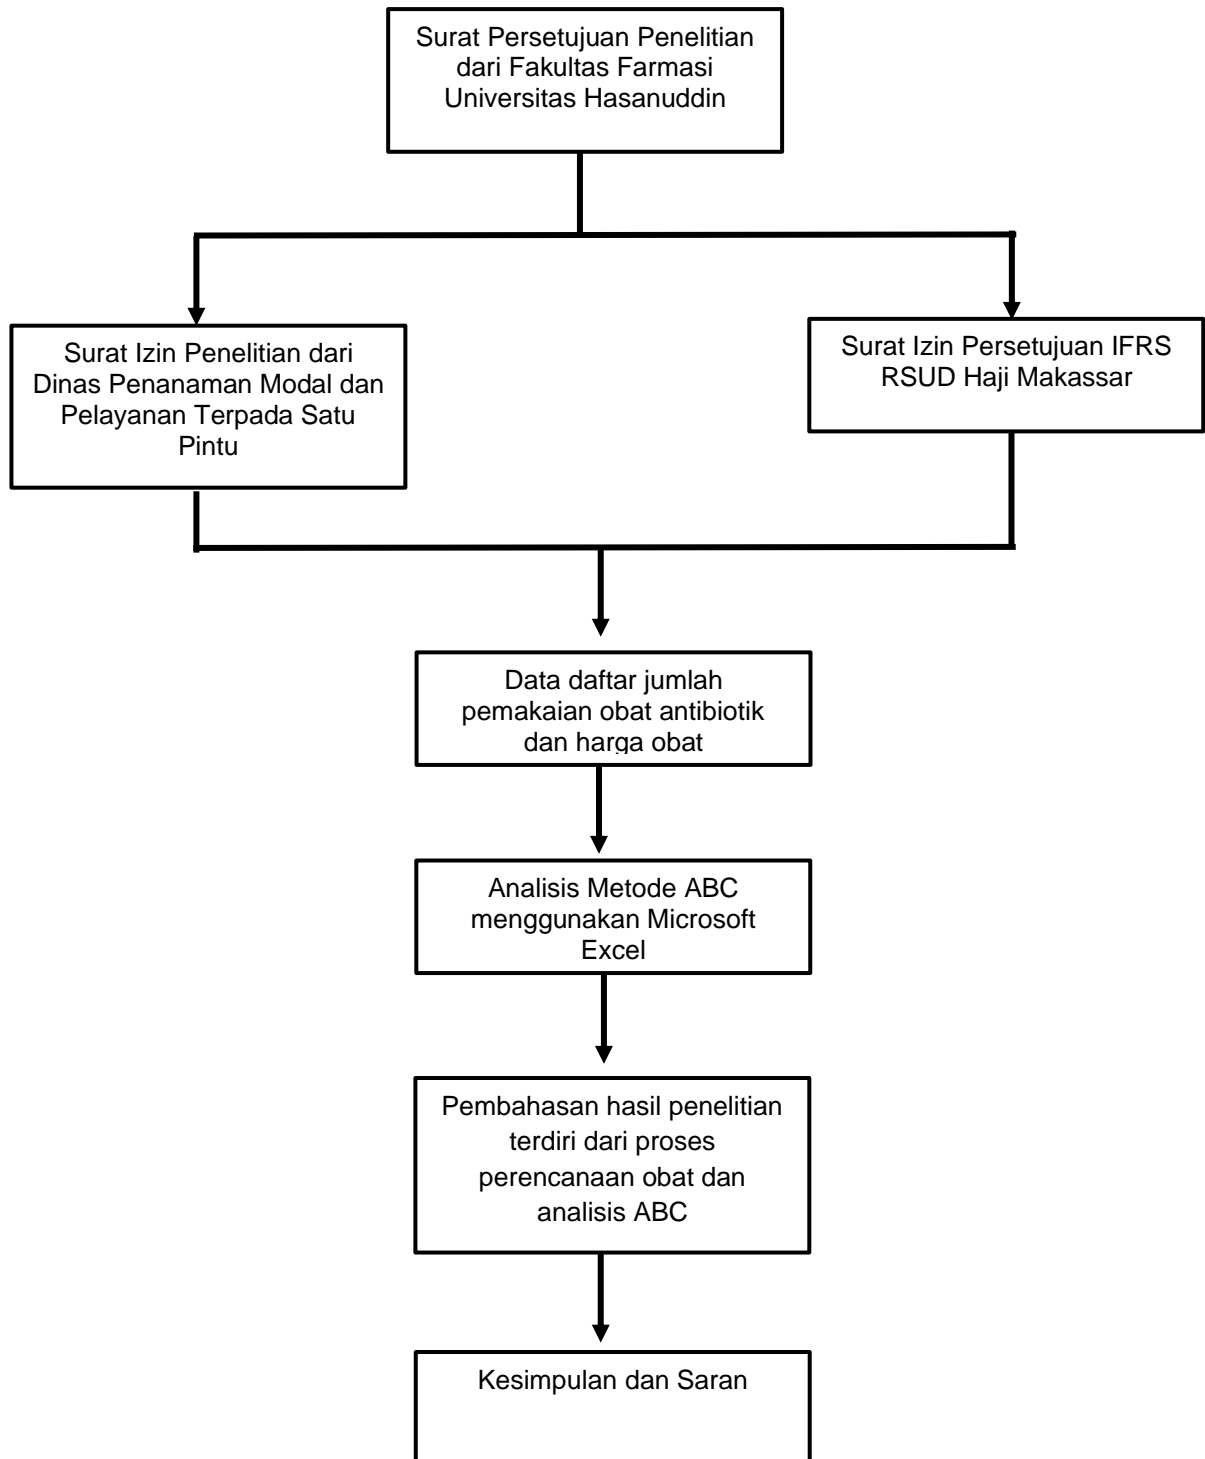 Surat Persetujuan Penelitian
dari Fakultas Farmasi
Universitas Hasanuddin
Surat Izin Penelitian dari
Dinas Penanaman Modal dan
Pelayanan Terpada Satu
Pintu
Surat Izin Persetujuan IFRS
RSUD Haji Makassar
Data daftar jumlah
pemakaian obat antibiotik
dan harga obat
Analisis Metode ABC
menggunakan Microsoft
Excel
Pembahasan hasil penelitian
terdiri dari proses
perencanaan obat dan
analisis ABC
Kesimpulan dan Saran